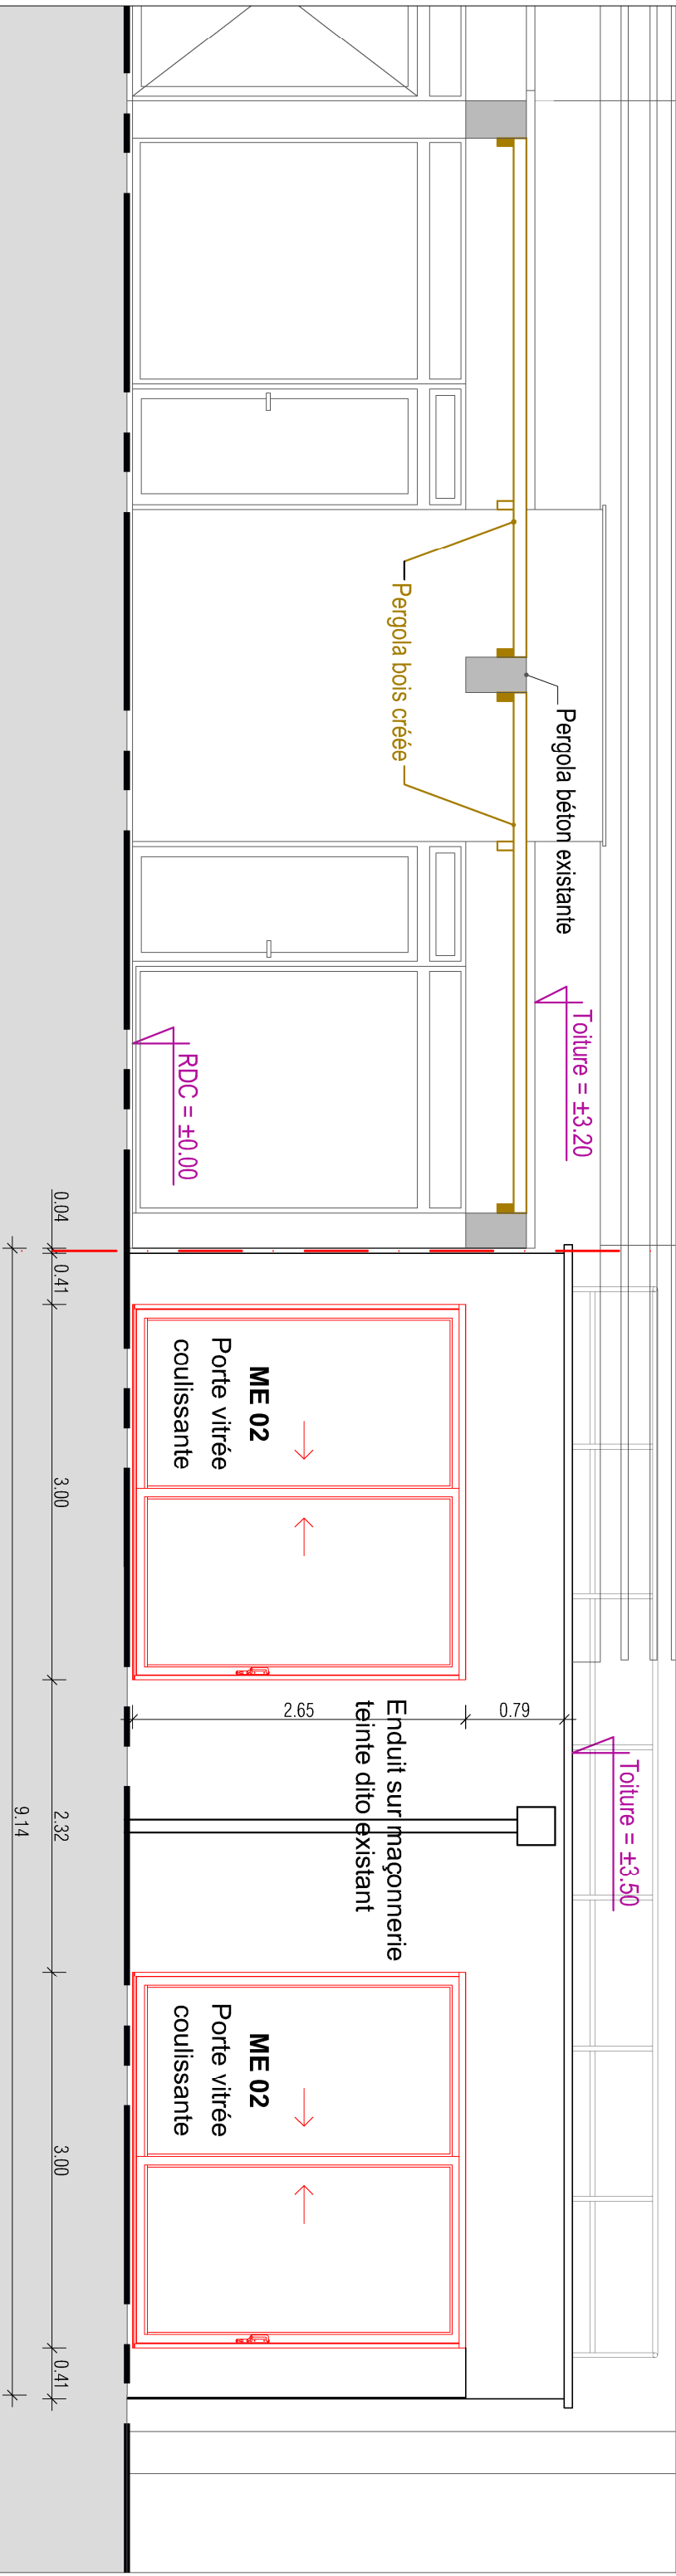 Toiture = ±3.20
Toiture = ±3.50
Pergola béton existante
Pergola bois créée
RDC = ±0.00
Enduit sur maçonnerie
teinte dito existant
0.79
2.65
ME 02
Porte vitrée
coulissante
ME 02
Porte vitrée
coulissante
0.04
0.41
3.00
2.32
3.00
0.41
9.14